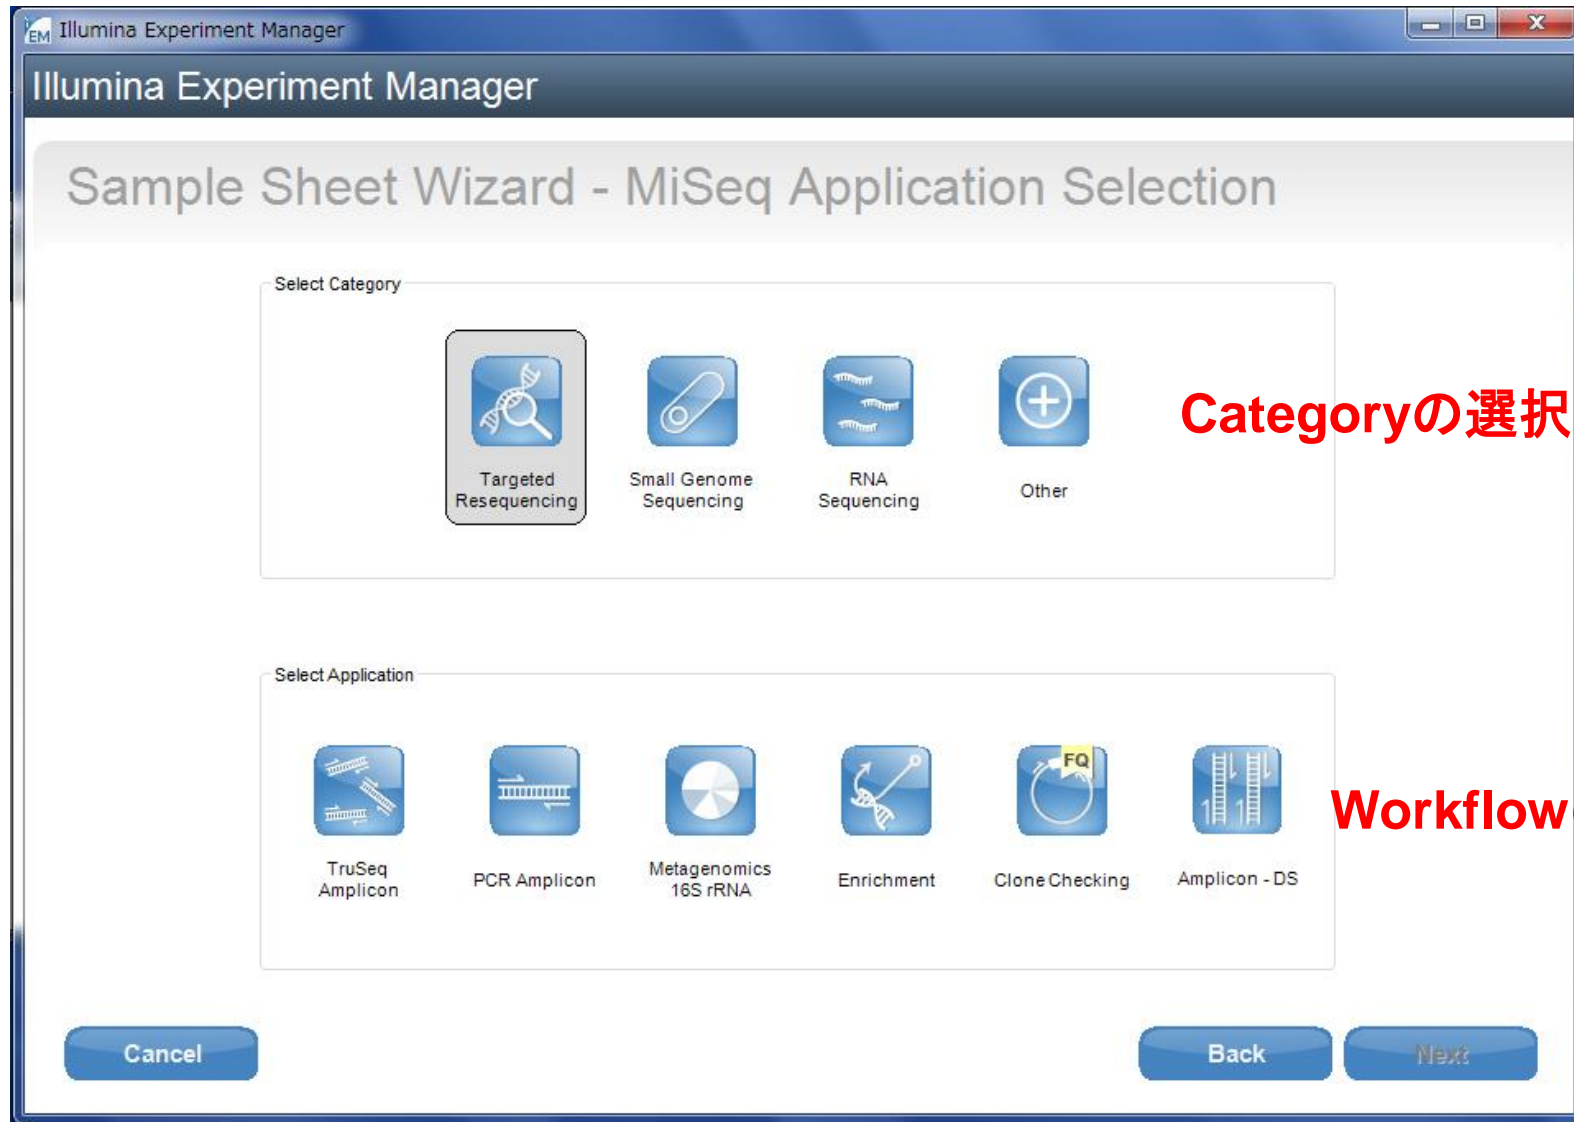 EM Illumina Experiment Manager
Illumina Experiment Manager
Sample Sheet Wizard - MiSeq Application Selection
Select Category
Targeted
Resequencing
Small Genome
Sequencing
RNA
Sequencing
Other
Categoryの選択
Select Application
TruSeq
Amplicon
PCR Amplicon
Metagenomics
16S rRNA
Enrichment
FQ
Clone Checking
Amplicon - DS
Workflow
Cancel
Back
Next